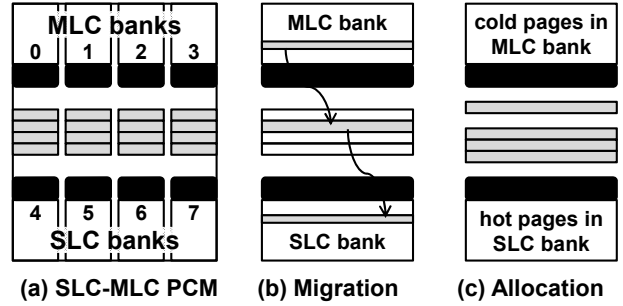 MLC banks
0 1 2 3
4 5 6 7
SLC banks
(a) SLC-MLC PCM
MLC bank
SLC bank
(b) Migration
cold pages in
MLC bank
hot pages in
SLC bank
(c) Allocation